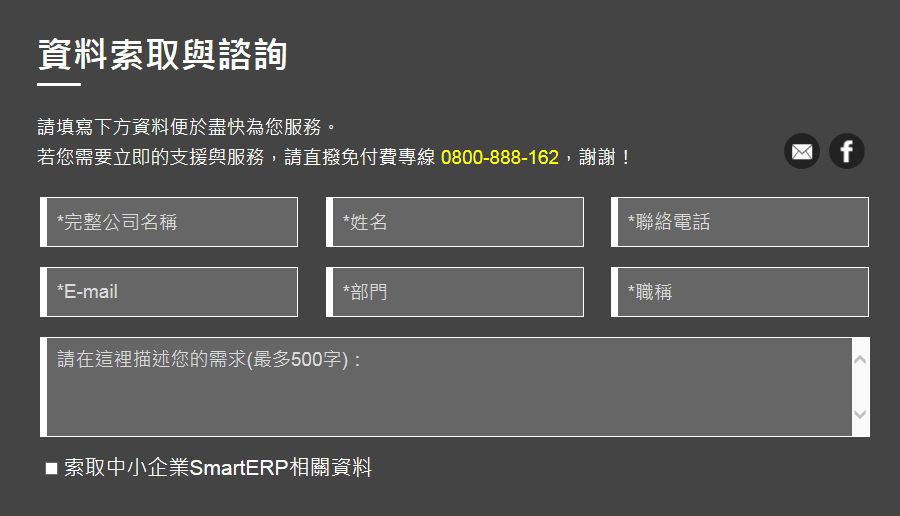 資料索取與諮詢
請填寫下方資料便於盡快為您服務。
若您需要立即的支援與服務，請直撥免付費專線 0800-888-162，謝謝！
*完整公司名稱
*姓名
*聯絡電話
*E-mail
*部門
*職稱
請在這裡描述您的需求(最多500字)：
索取中小企業SmartERP相關資料